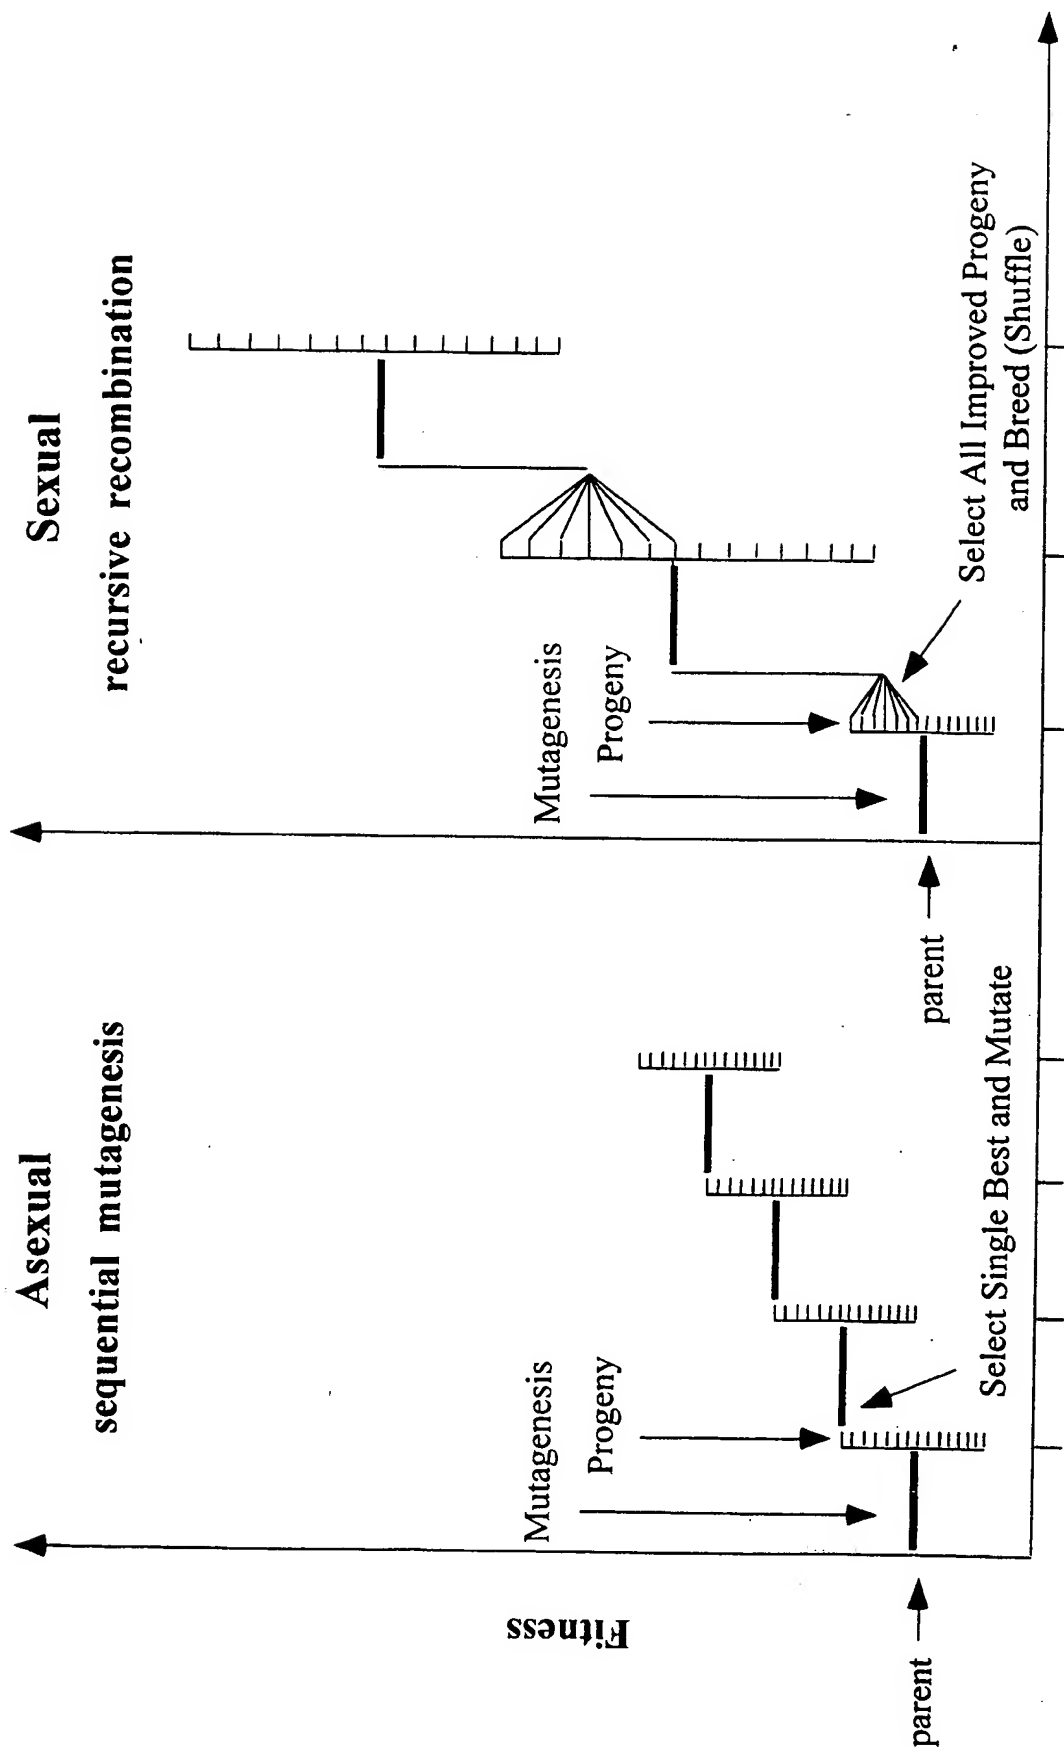 Asexual
sequential mutagenesis
Fitness
parent
Mutagenesis
Progeny
Select Single Best and Mutate
Sexual
recursive recombination
parent
Mutagenesis
Progeny
Select All Improved Progeny
and Breed (Shuffle)